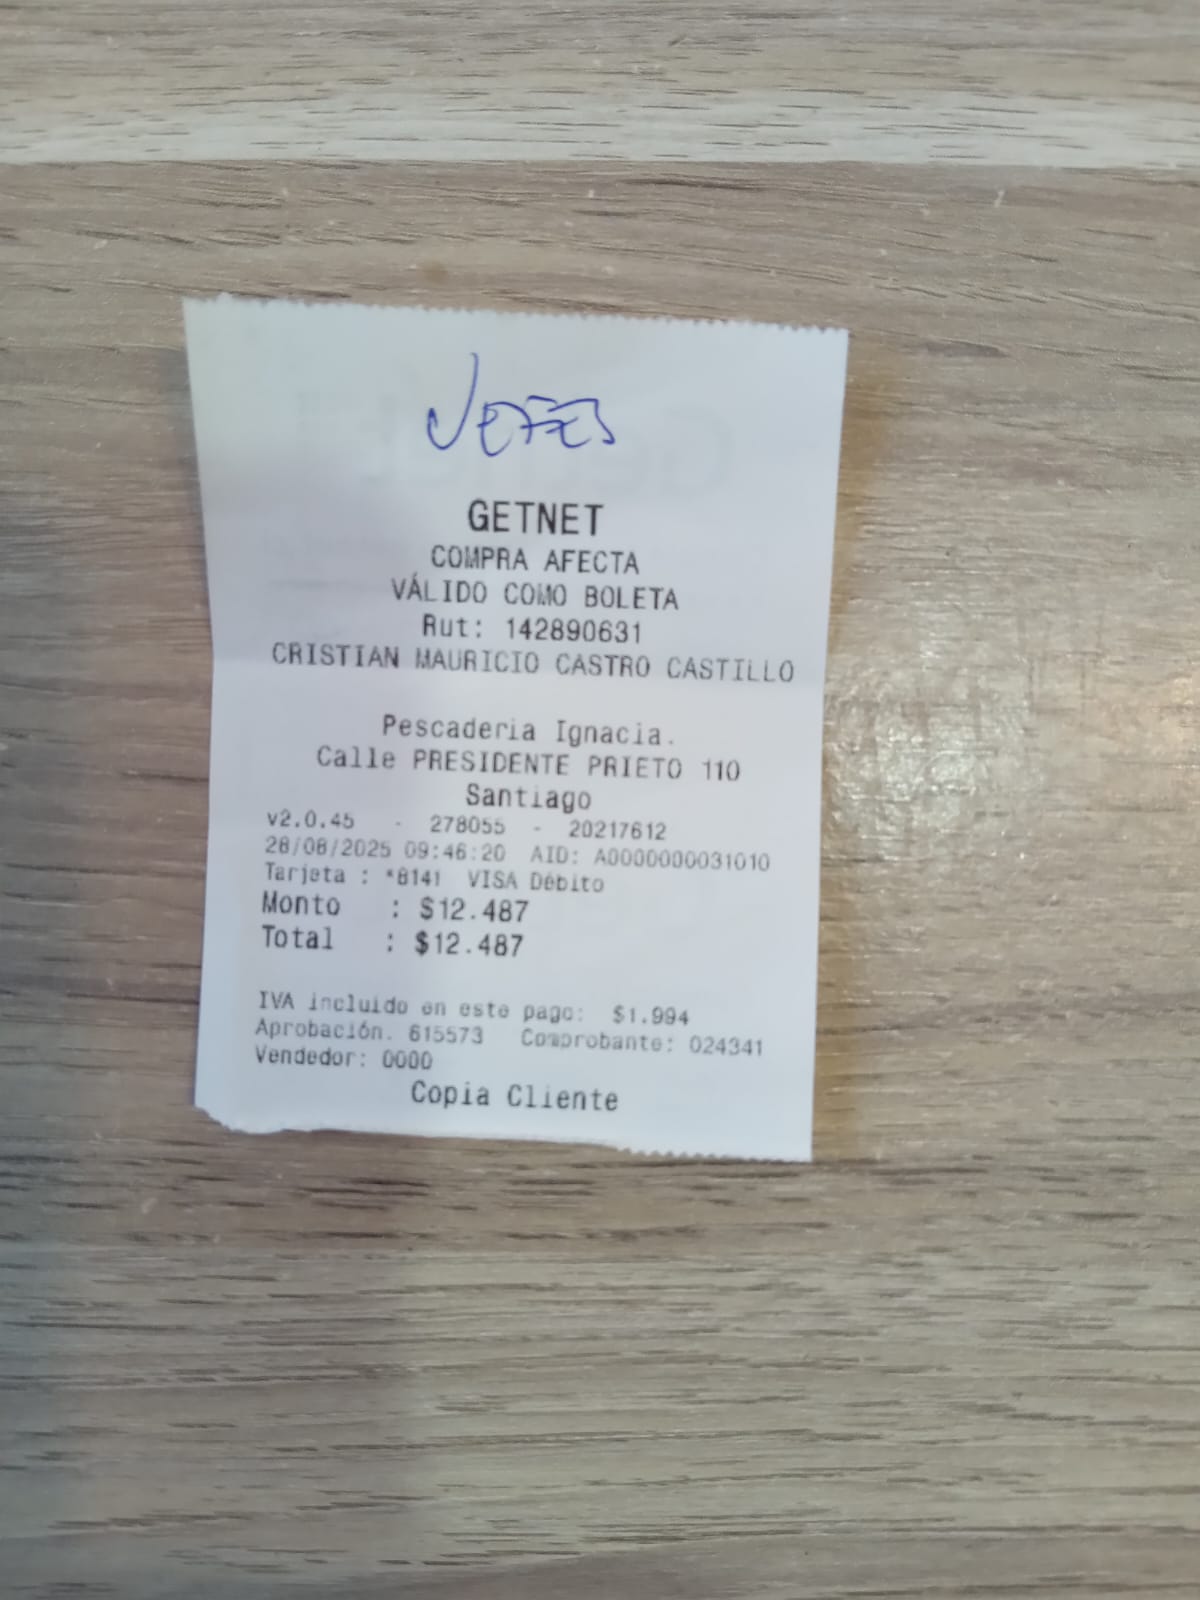 Jefes
GETNET
COMPRA AFECTA
VÁLIDO COMO BOLETA
Rut: 142890631
CRISTIAN MAURICIO CASTRO CASTILLO
Pescaderia Ignacia.
Calle PRESIDENTE PRIETO 110
Santiago
v2.0.45 - 278055 - 20217612
28/08/2025 09:46:20 AID: A0000000031010
Tarjeta : *8141 VISA Débito
Monto : $12.487
Total : $12.487
IVA incluido en este pago: $1.994
Aprobación. 615573 Comprobante: 024341
Vendedor: 0000
Copia Cliente